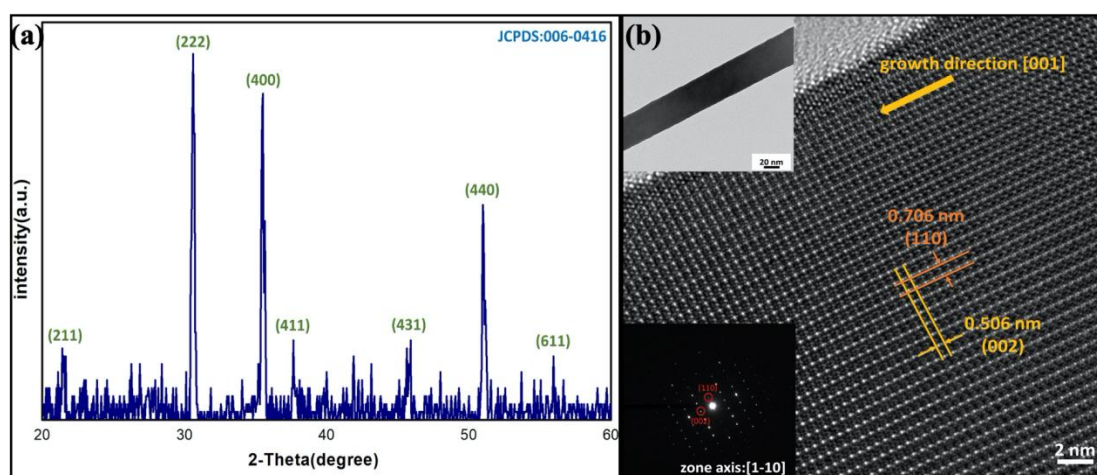 (a)
JCPDS:006-0416
(222)
(400)
(440)
(211)
(411)
(431)
(611)
intensity(a.u.)
20
30
40
50
60
2-Theta(degree)
(b)
growth direction [001]
20 nm
0.706 nm
(110)
0.506 nm
(002)
(110)
(002)
zone axis:[1-10]
2 nm